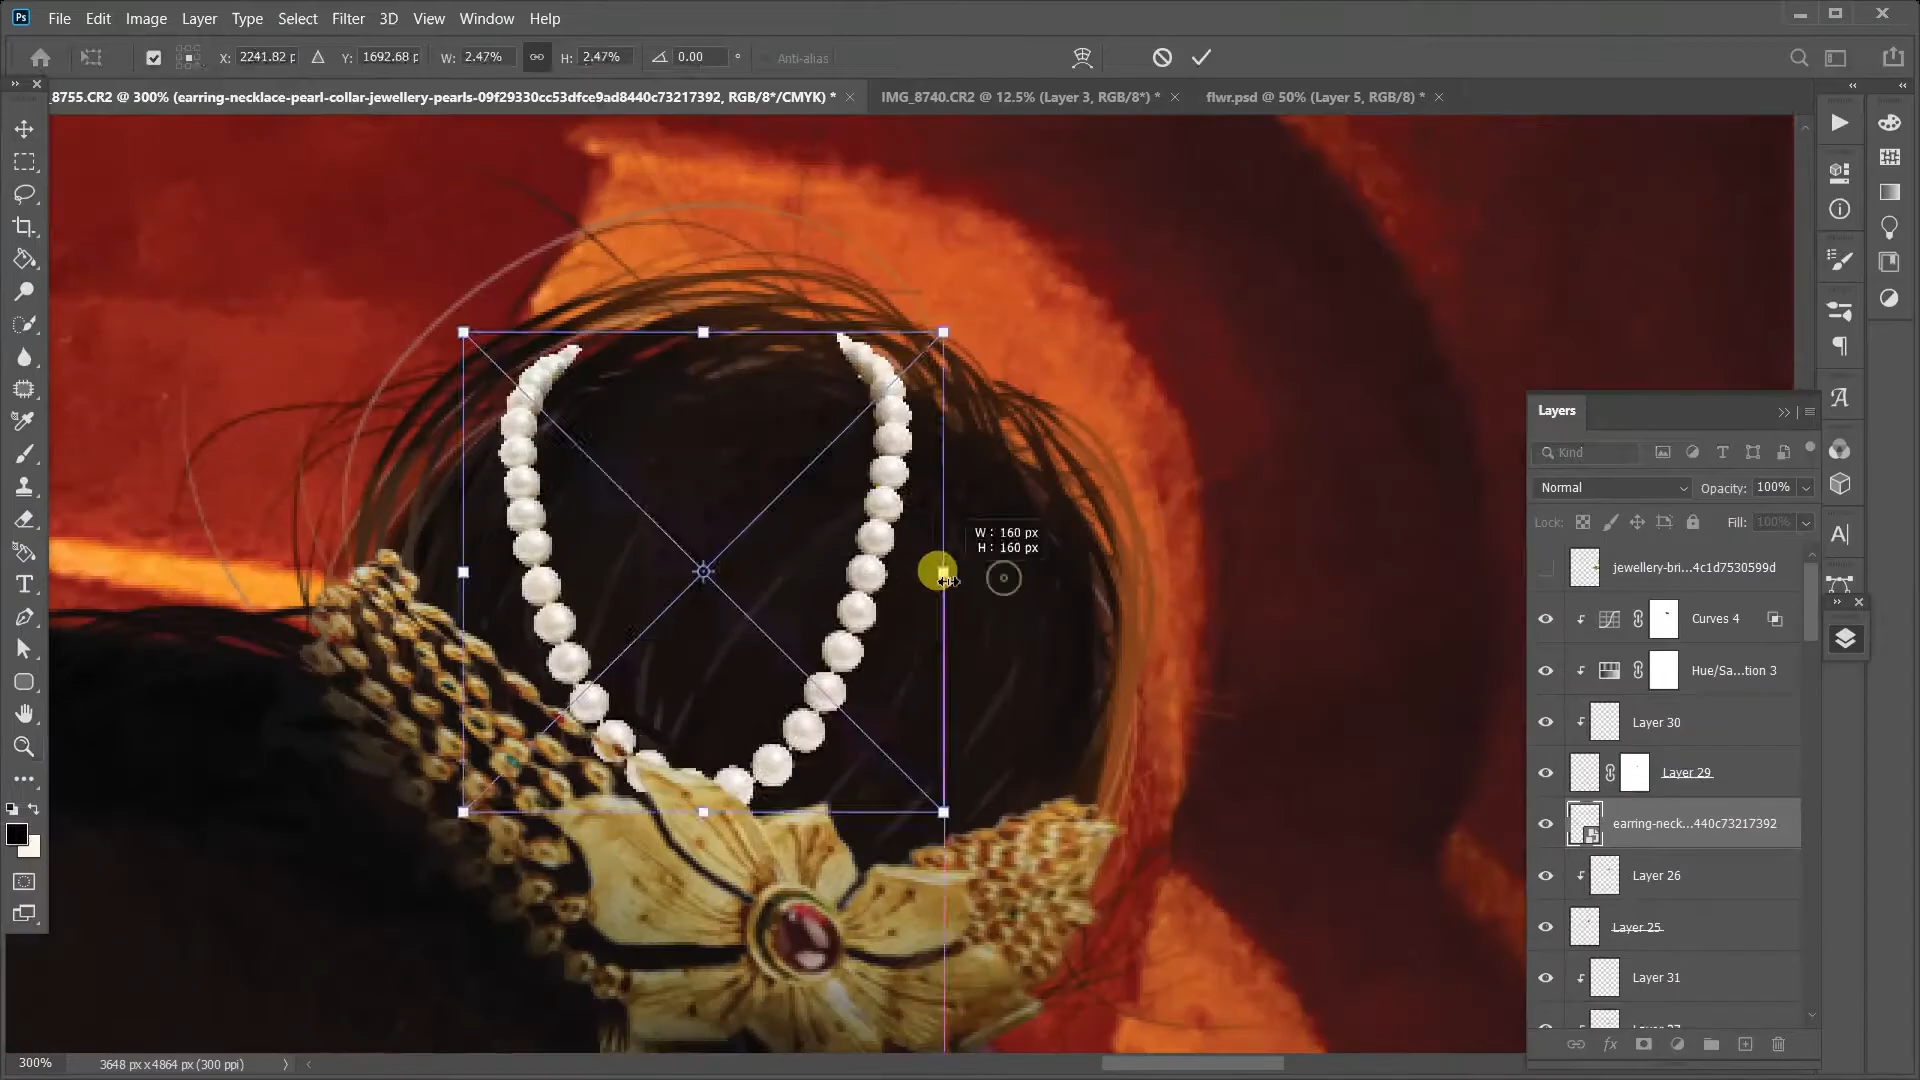 Ps File Edit Image Layer Type Select Filter 3D View Window Help
X: 2241.82 p Y: 1692.68 p W: 2.47% H: 2.47% 0.00 ° Anti-alias
_8755.CR2 @ 300% (earring-necklace-pearl-collar-jewellery-pearls-09f29330cc53dfce9ad8440c73217392, RGB/8*/CMYK) * IMG_8740.CR2 @ 12.5% (Layer 3, RGB/8*) * flwr.psd @ 50% (Layer 5, RGB/8) *
W : 160 px
H : 160 px
Layers
Kind
Normal Opacity: 100%
Lock: Fill: 100%
jewellery-bri...4c1d7530599d
Curves 4
Hue/Sa...tion 3
Layer 30
Layer 29
earring-neck...440c73217392
Layer 26
Layer 25
Layer 31
300% 3648 px x 4864 px (300 ppi)